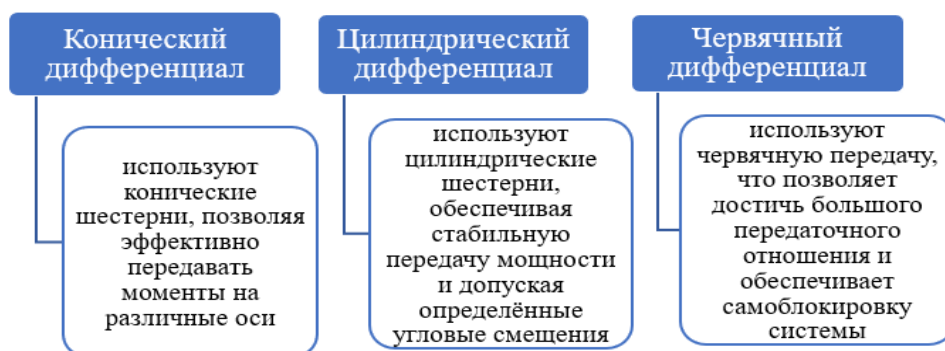 Конический
дифференциал
используют
конические
шестерни, позволяя
эффективно
передавать
моменты на
различные оси
Цилиндрический
дифференциал
используют
цилиндрические
шестерни,
обеспечивая
стабильную
передачу мощности
и допуская
определённые
угловые смещения
Червячный
дифференциал
используют
червячную передачу,
что позволяет
достичь большого
передаточного
отношения и
обеспечивает
самоблокировку
системы